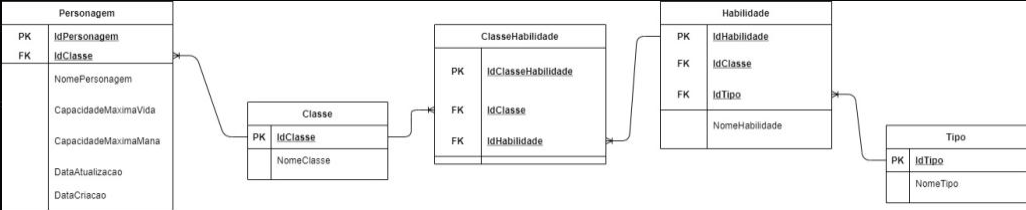 Personagem
PK IdPersonagem
FK IdClasse
NomePersonagem
CapacidadeMaximaVida
CapacidadeMaximaMana
DataAtualizacao
DataCriacao
Classe
PK IdClasse
NomeClasse
ClasseHabilidade
PK IdClasseHabilidade
FK IdClasse
FK IdHabilidade
Habilidade
PK IdHabilidade
FK IdClasse
FK IdTipo
NomeHabilidade
Tipo
PK IdTipo
NomeTipo